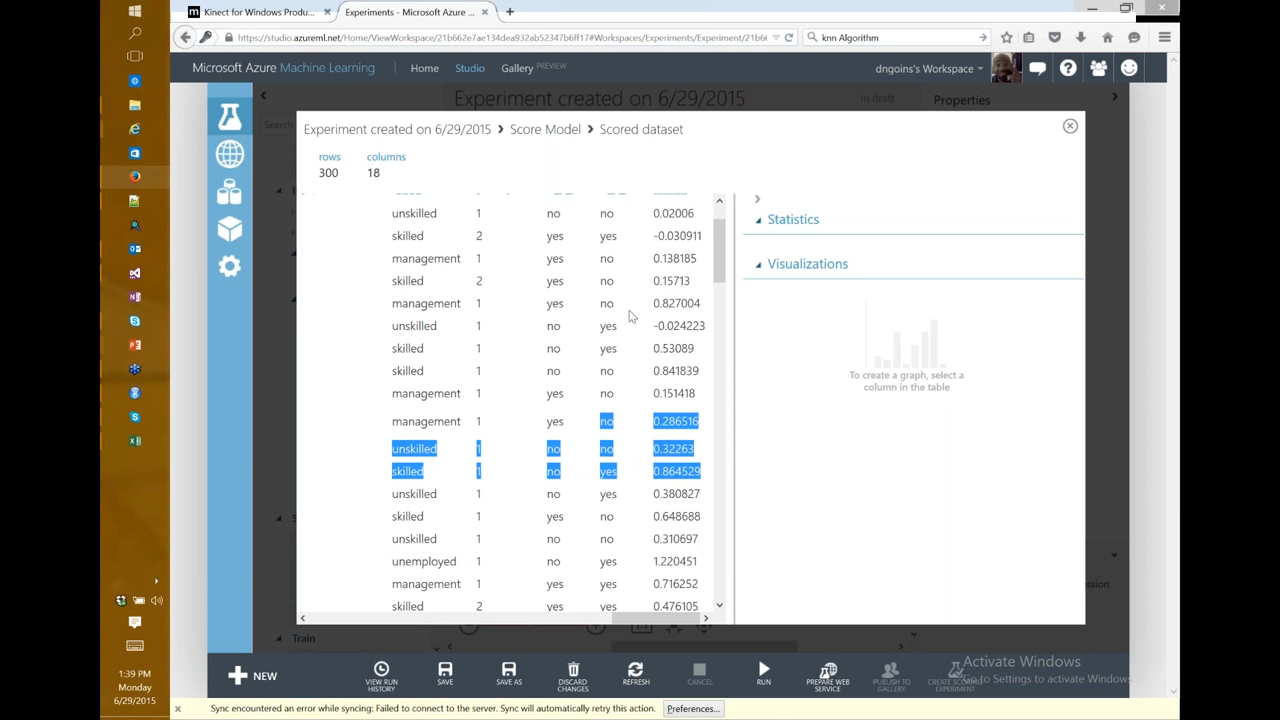 Kinect for Windows Produ... × Experiments - Microsoft Azure ... × +
https://studio.azureml.net/Home/ViewWorkspace/21b662e7ae134dea932ab52347b6ff17#Workspaces/Experiments/Experiment/21b6 knn Algorithm
Microsoft Azure Machine Learning Home Studio Gallery PREVIEW dngoins's Workspace
Experiment created on 6/29/2015 in draft Properties
Search
Experiment created on 6/29/2015 Score Model Scored dataset
rows columns
300 18
Statistics
unskilled 1 no no 0.02006
skilled 2 yes yes -0.030911
management 1 yes no 0.138185
Visualizations
skilled 2 yes no 0.15713
management 1 yes no 0.827004
unskilled 1 no yes -0.024223
skilled 1 no yes 0.53089
skilled 1 no no 0.841839
To create a graph, select a
column in the table
management 1 yes no 0.151418
management 1 yes no 0.286516
unskilled 1 no no 0.32263
skilled 1 no yes 0.864529
unskilled 1 no yes 0.380827
skilled 1 yes no 0.648688
unskilled 1 no no 0.310697
unemployed 1 yes yes 1.220451
management 1 yes yes 0.716252
skilled 2 yes yes 0.476105
Train
Activate Windows
Go to Settings to activate Windows
NEW VIEW RUN HISTORY SAVE SAVE AS DISCARD CHANGES REFRESH CANCEL RUN PREPARE WEB SERVICE PUBLISH TO GALLERY CREATE SCORING EXPERIMENT
1:39 PM
Monday
6/29/2015
Sync encountered an error while syncing: Failed to connect to the server. Sync will automatically retry this action. Preferences...